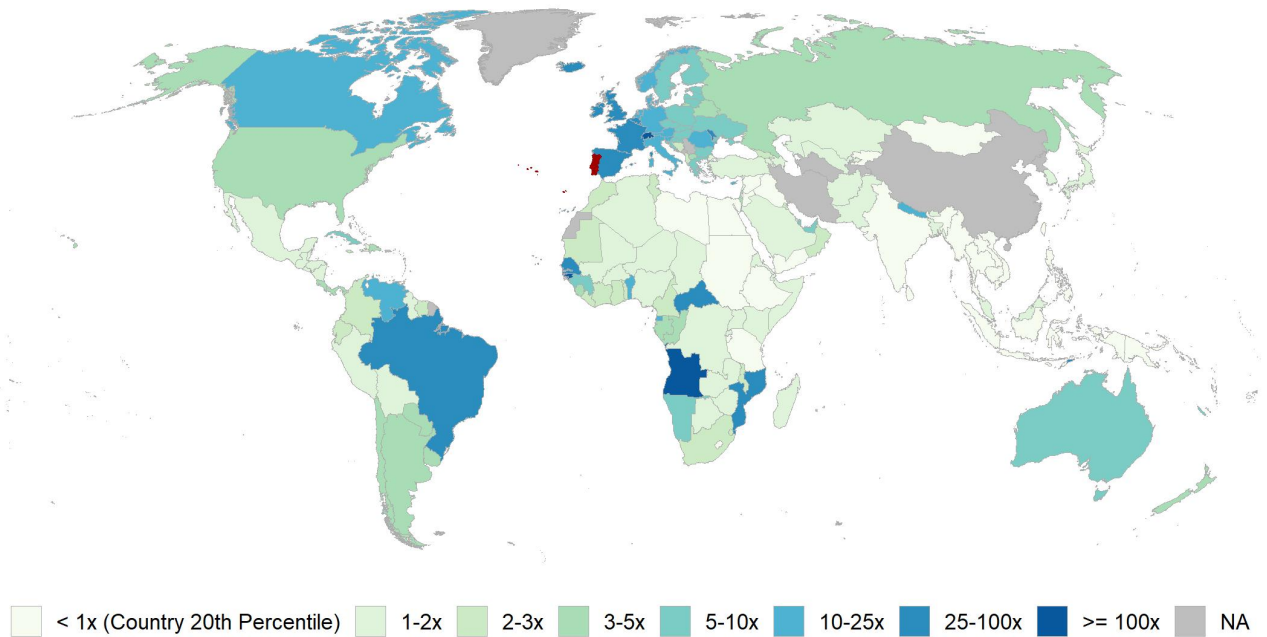 < 1x (Country 20th Percentile) 1-2x 2-3x 3-5x 5-10x 10-25x 25-100x >= 100x NA